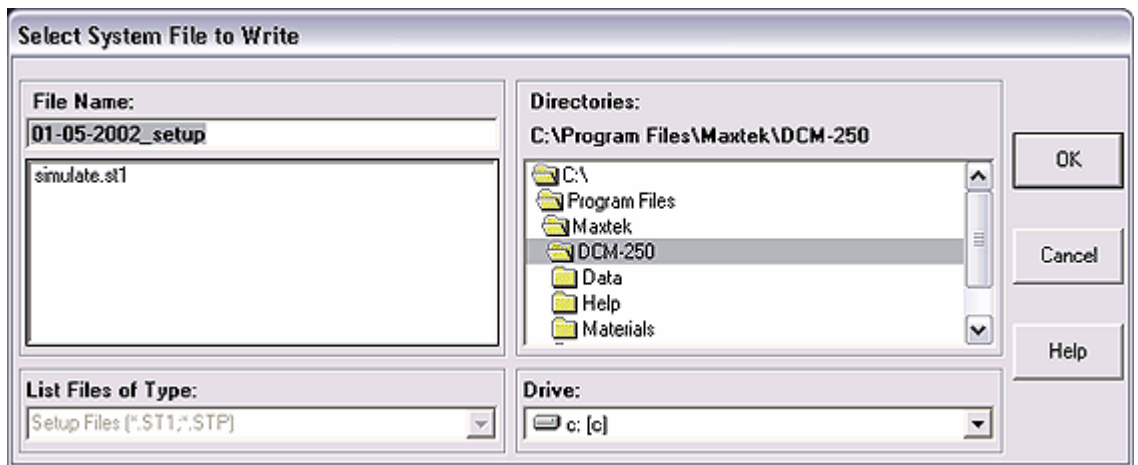 Select System File to Write
File Name:
01-05-2002_setup
simulate.st1
Directories:
C:\Program Files\Maxtek\DCM-250
C:\
Program Files
Maxtek
DCM-250
Data
Help
Materials
OK
Cancel
Help
List Files of Type:
Setup Files (*.ST1;*.STP)
Drive:
c: [c]